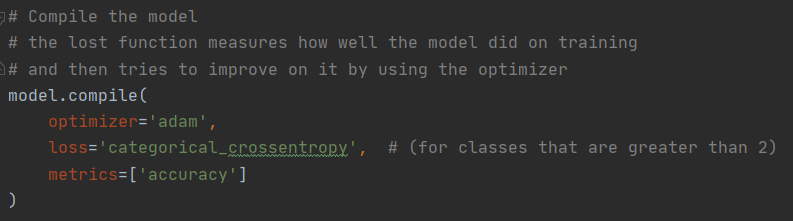 # Compile the model
# the lost function measures how well the model did on training
# and then tries to improve on it by using the optimizer
model.compile(
    optimizer='adam',
    loss='categorical_crossentropy',  # (for classes that are greater than 2)
    metrics=['accuracy']
)